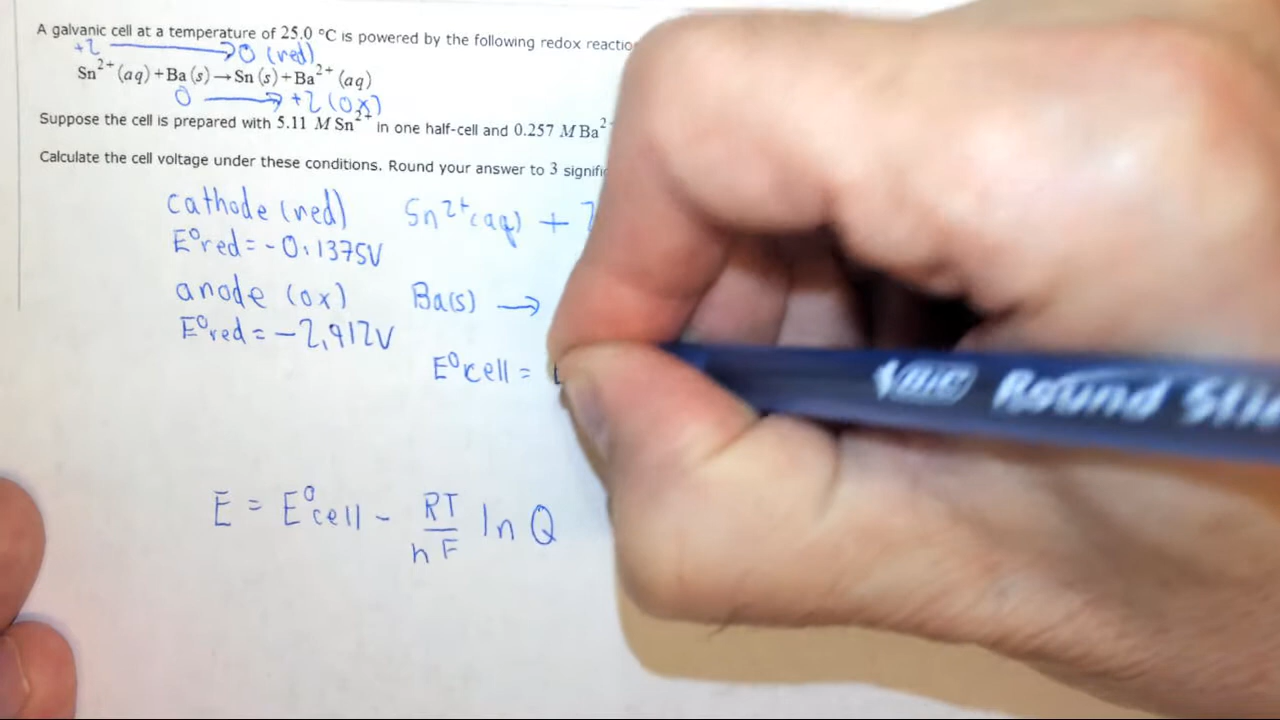 A galvanic cell at a temperature of 25.0 °C is powered by the following redox
+2 → 0 (red)
Sn²⁺ (aq) + Ba (s) → Sn (s) + Ba²⁺ (aq)
0 → +2 (ox)
Suppose the cell is prepared with 5.11 M Sn²⁺ in one half-cell and 0.257 M Ba²
Calculate the cell voltage under these conditions. Round your answer to 3
cathode (red) Sn²⁺(aq) +
E°red = -0.1375V
anode (ox) Ba(s) →
E°red = -2.912V
E°cell =
E = E°cell - RT/nF ln Q
BIC Round